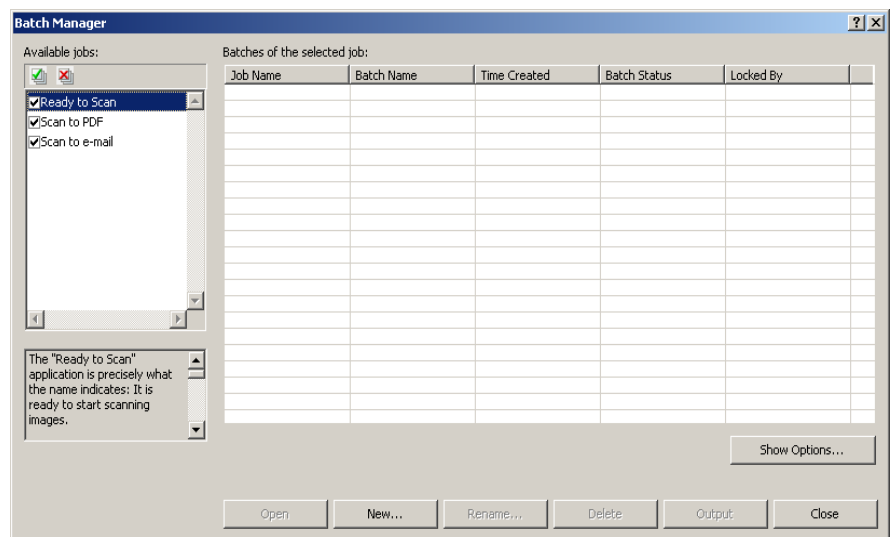 Batch Manager
Available jobs:
Ready to Scan
Scan to PDF
Scan to e-mail
The "Ready to Scan"
application is precisely what
the name indicates: It is
ready to start scanning
images.
Batches of the selected job:
Job Name Batch Name Time Created Batch Status Locked By
Show Options...
Open New... Rename... Delete Output Close